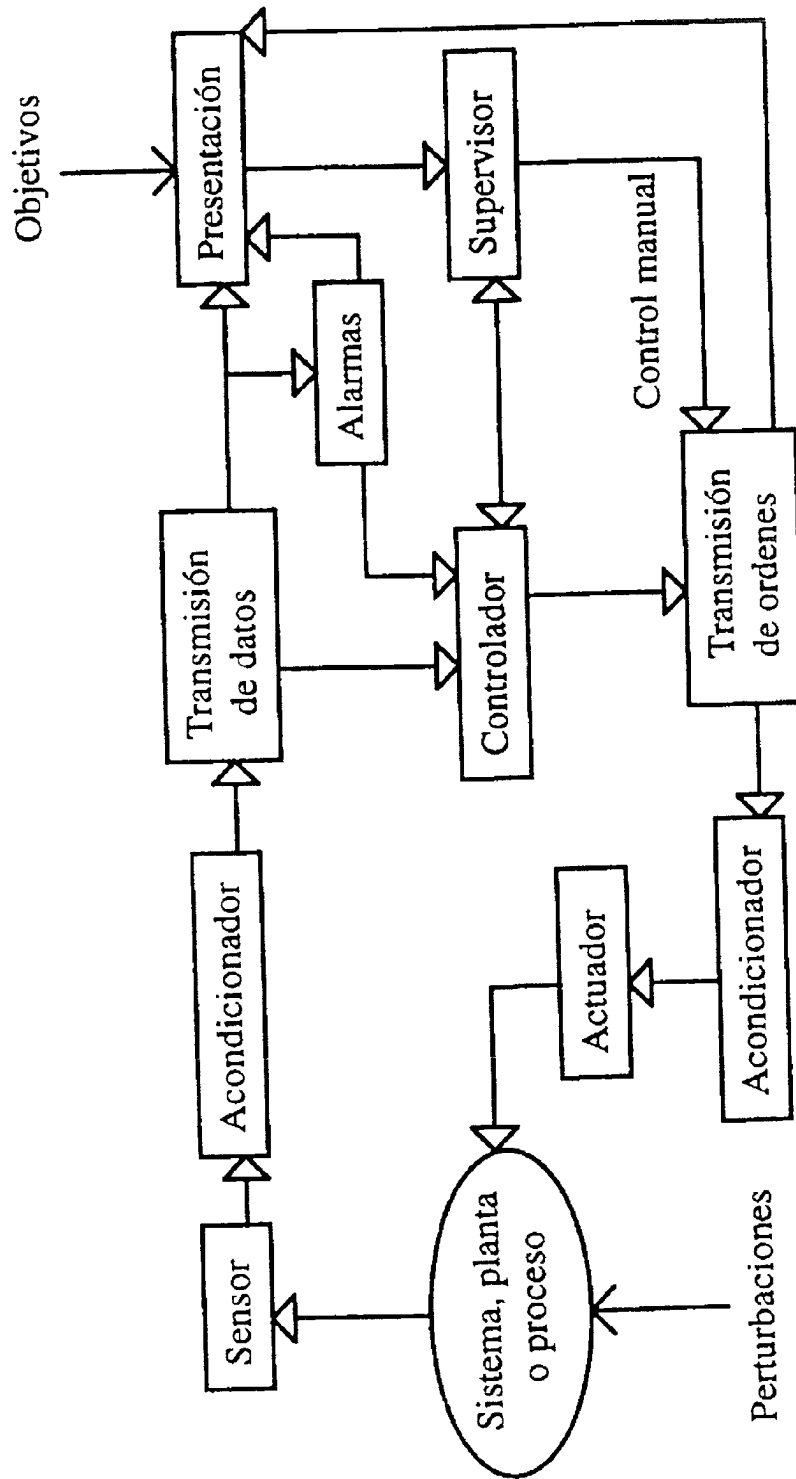 Objetivos
Presentación
Supervisor
Alarmas
Control manual
Transmisión
de datos
Controlador
Transmisión
de ordenes
Acondicionador
Actuador
Acondicionador
Sensor
Sistema, planta
o proceso
Perturbaciones